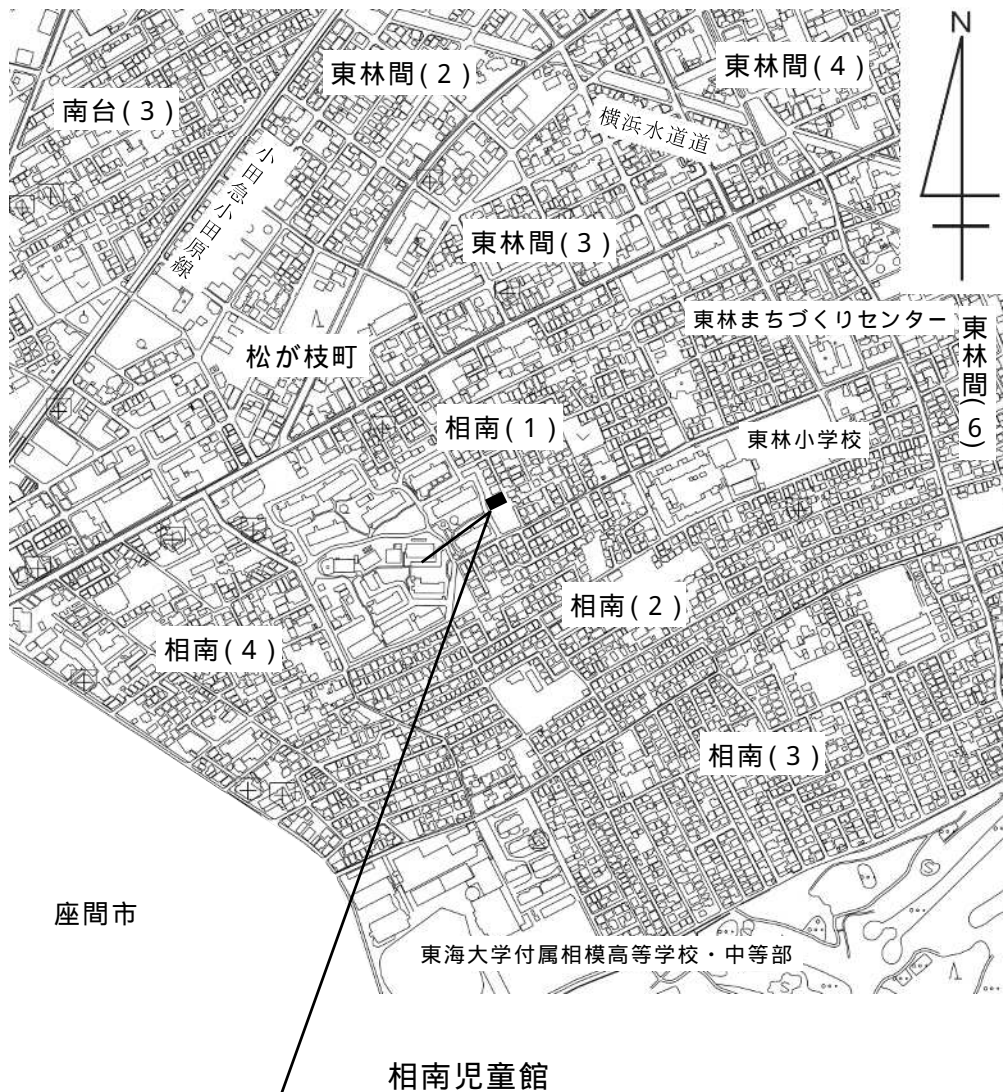 N
東林間(2)
東林間(4)
南台(3)
横浜水道道
小田急小田原線
東林間(3)
東林まちづくりセンター
東林間(6)
松が枝町
相南(1)
東林小学校
相南(2)
相南(4)
相南(3)
座間市
東海大学付属相模高等学校・中等部
相南児童館